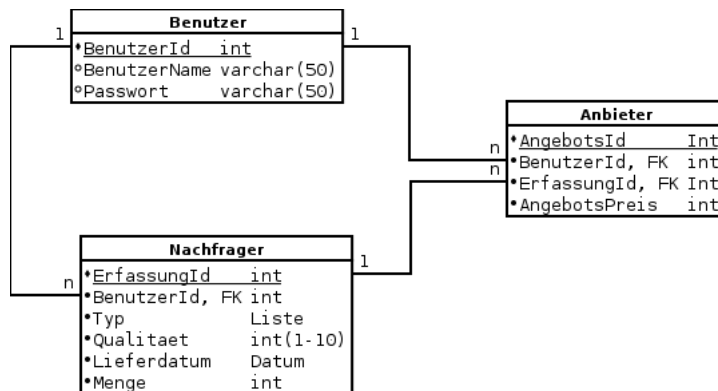 Benutzer
BenutzerId int
BenutzerName varchar(50)
Passwort varchar(50)
1
1
Anbieter
AngebotsId Int
BenutzerId, FK int
ErfassungId, FK Int
AngebotsPreis int
n
n
Nachfrager
ErfassungId int
BenutzerId, FK int
Typ Liste
Qualitaet int(1-10)
Lieferdatum Datum
Menge int
1
n